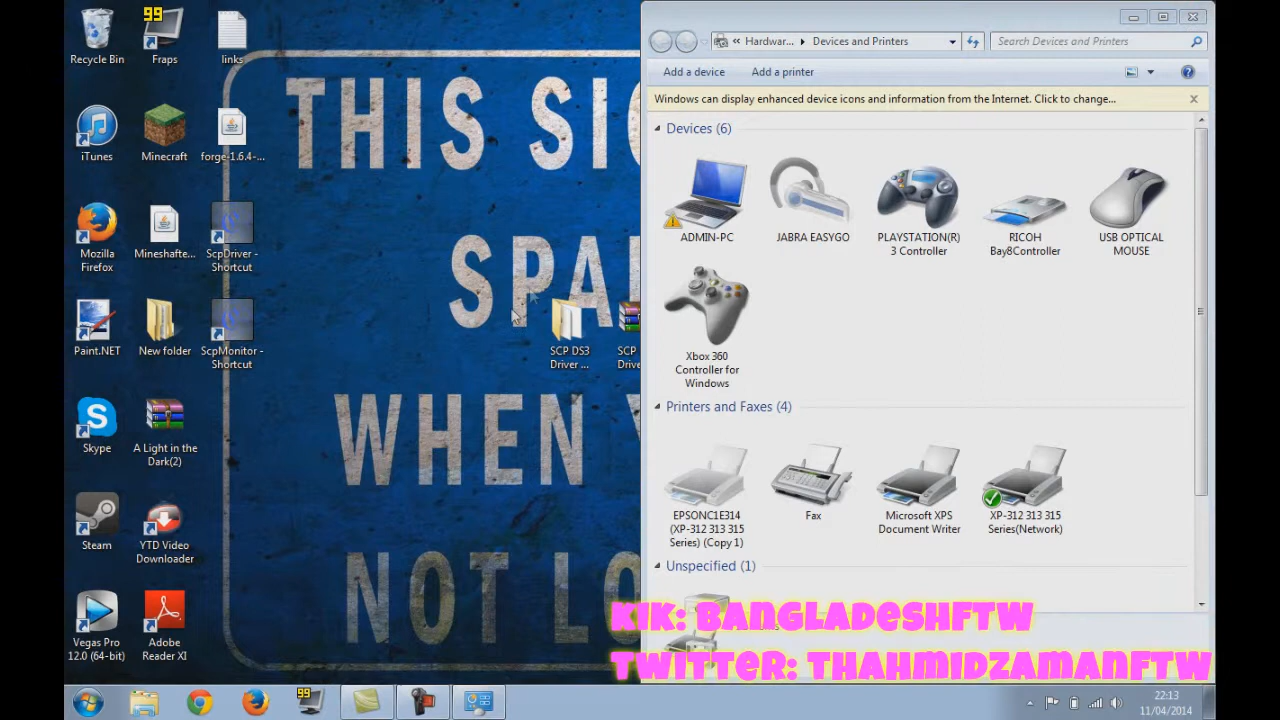 99
Recycle Bin
Fraps
links
iTunes
Minecraft
forge-1.6.4-...
Mozilla
Firefox
Mineshafte...
ScpDriver -
Shortcut
Paint.NET
New folder
ScpMonitor -
Shortcut
SCP DS3
Driver ...
SCP
Drive
Skype
A Light in the
Dark(2)
Steam
YTD Video
Downloader
Vegas Pro
12.0 (64-bit)
Adobe
Reader XI
THIS SIG
SPA
WHEN
NOT LO
« Hardwar... ▸ Devices and Printers
Search Devices and Printers
Add a device
Add a printer
Windows can display enhanced device icons and information from the Internet. Click to change...
Devices (6)
ADMIN-PC
JABRA EASYGO
PLAYSTATION(R)
3 Controller
RICOH
Bay8Controller
USB OPTICAL
MOUSE
Xbox 360
Controller for
Windows
Printers and Faxes (4)
EPSONC1E314
(XP-312 313 315
Series) (Copy 1)
Fax
Microsoft XPS
Document Writer
XP-312 313 315
Series(Network)
Unspecified (1)
KIK: BANGLADESHFTW
TWITTER: THAHMIDZAMANFTW
99
22:13
11/04/2014